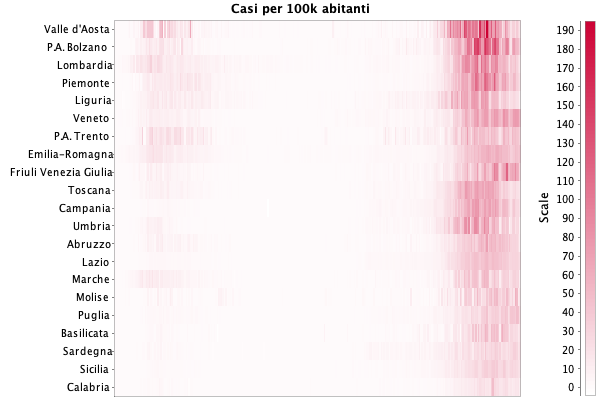 Casi per 100k abitanti
Valle d'Aosta
P.A. Bolzano
Lombardia
Piemonte
Liguria
Veneto
P.A. Trento
Emilia-Romagna
Friuli Venezia Giulia
Toscana
Campania
Umbria
Abruzzo
Lazio
Marche
Molise
Puglia
Basilicata
Sardegna
Sicilia
Calabria
Scale
190
180
170
160
150
140
130
120
110
100
90
80
70
60
50
40
30
20
10
0